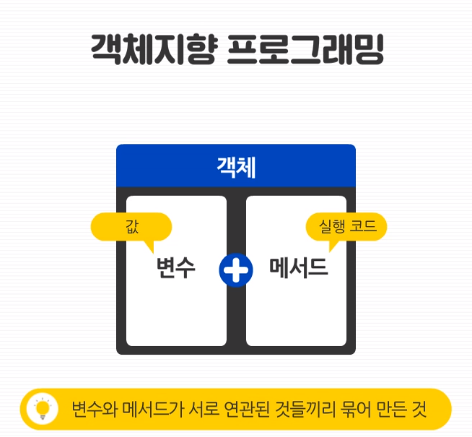 객체지향 프로그래밍
객체
값
실행 코드
변수
메서드
변수와 메서드가 서로 연관된 것들끼리 묶어 만든 것